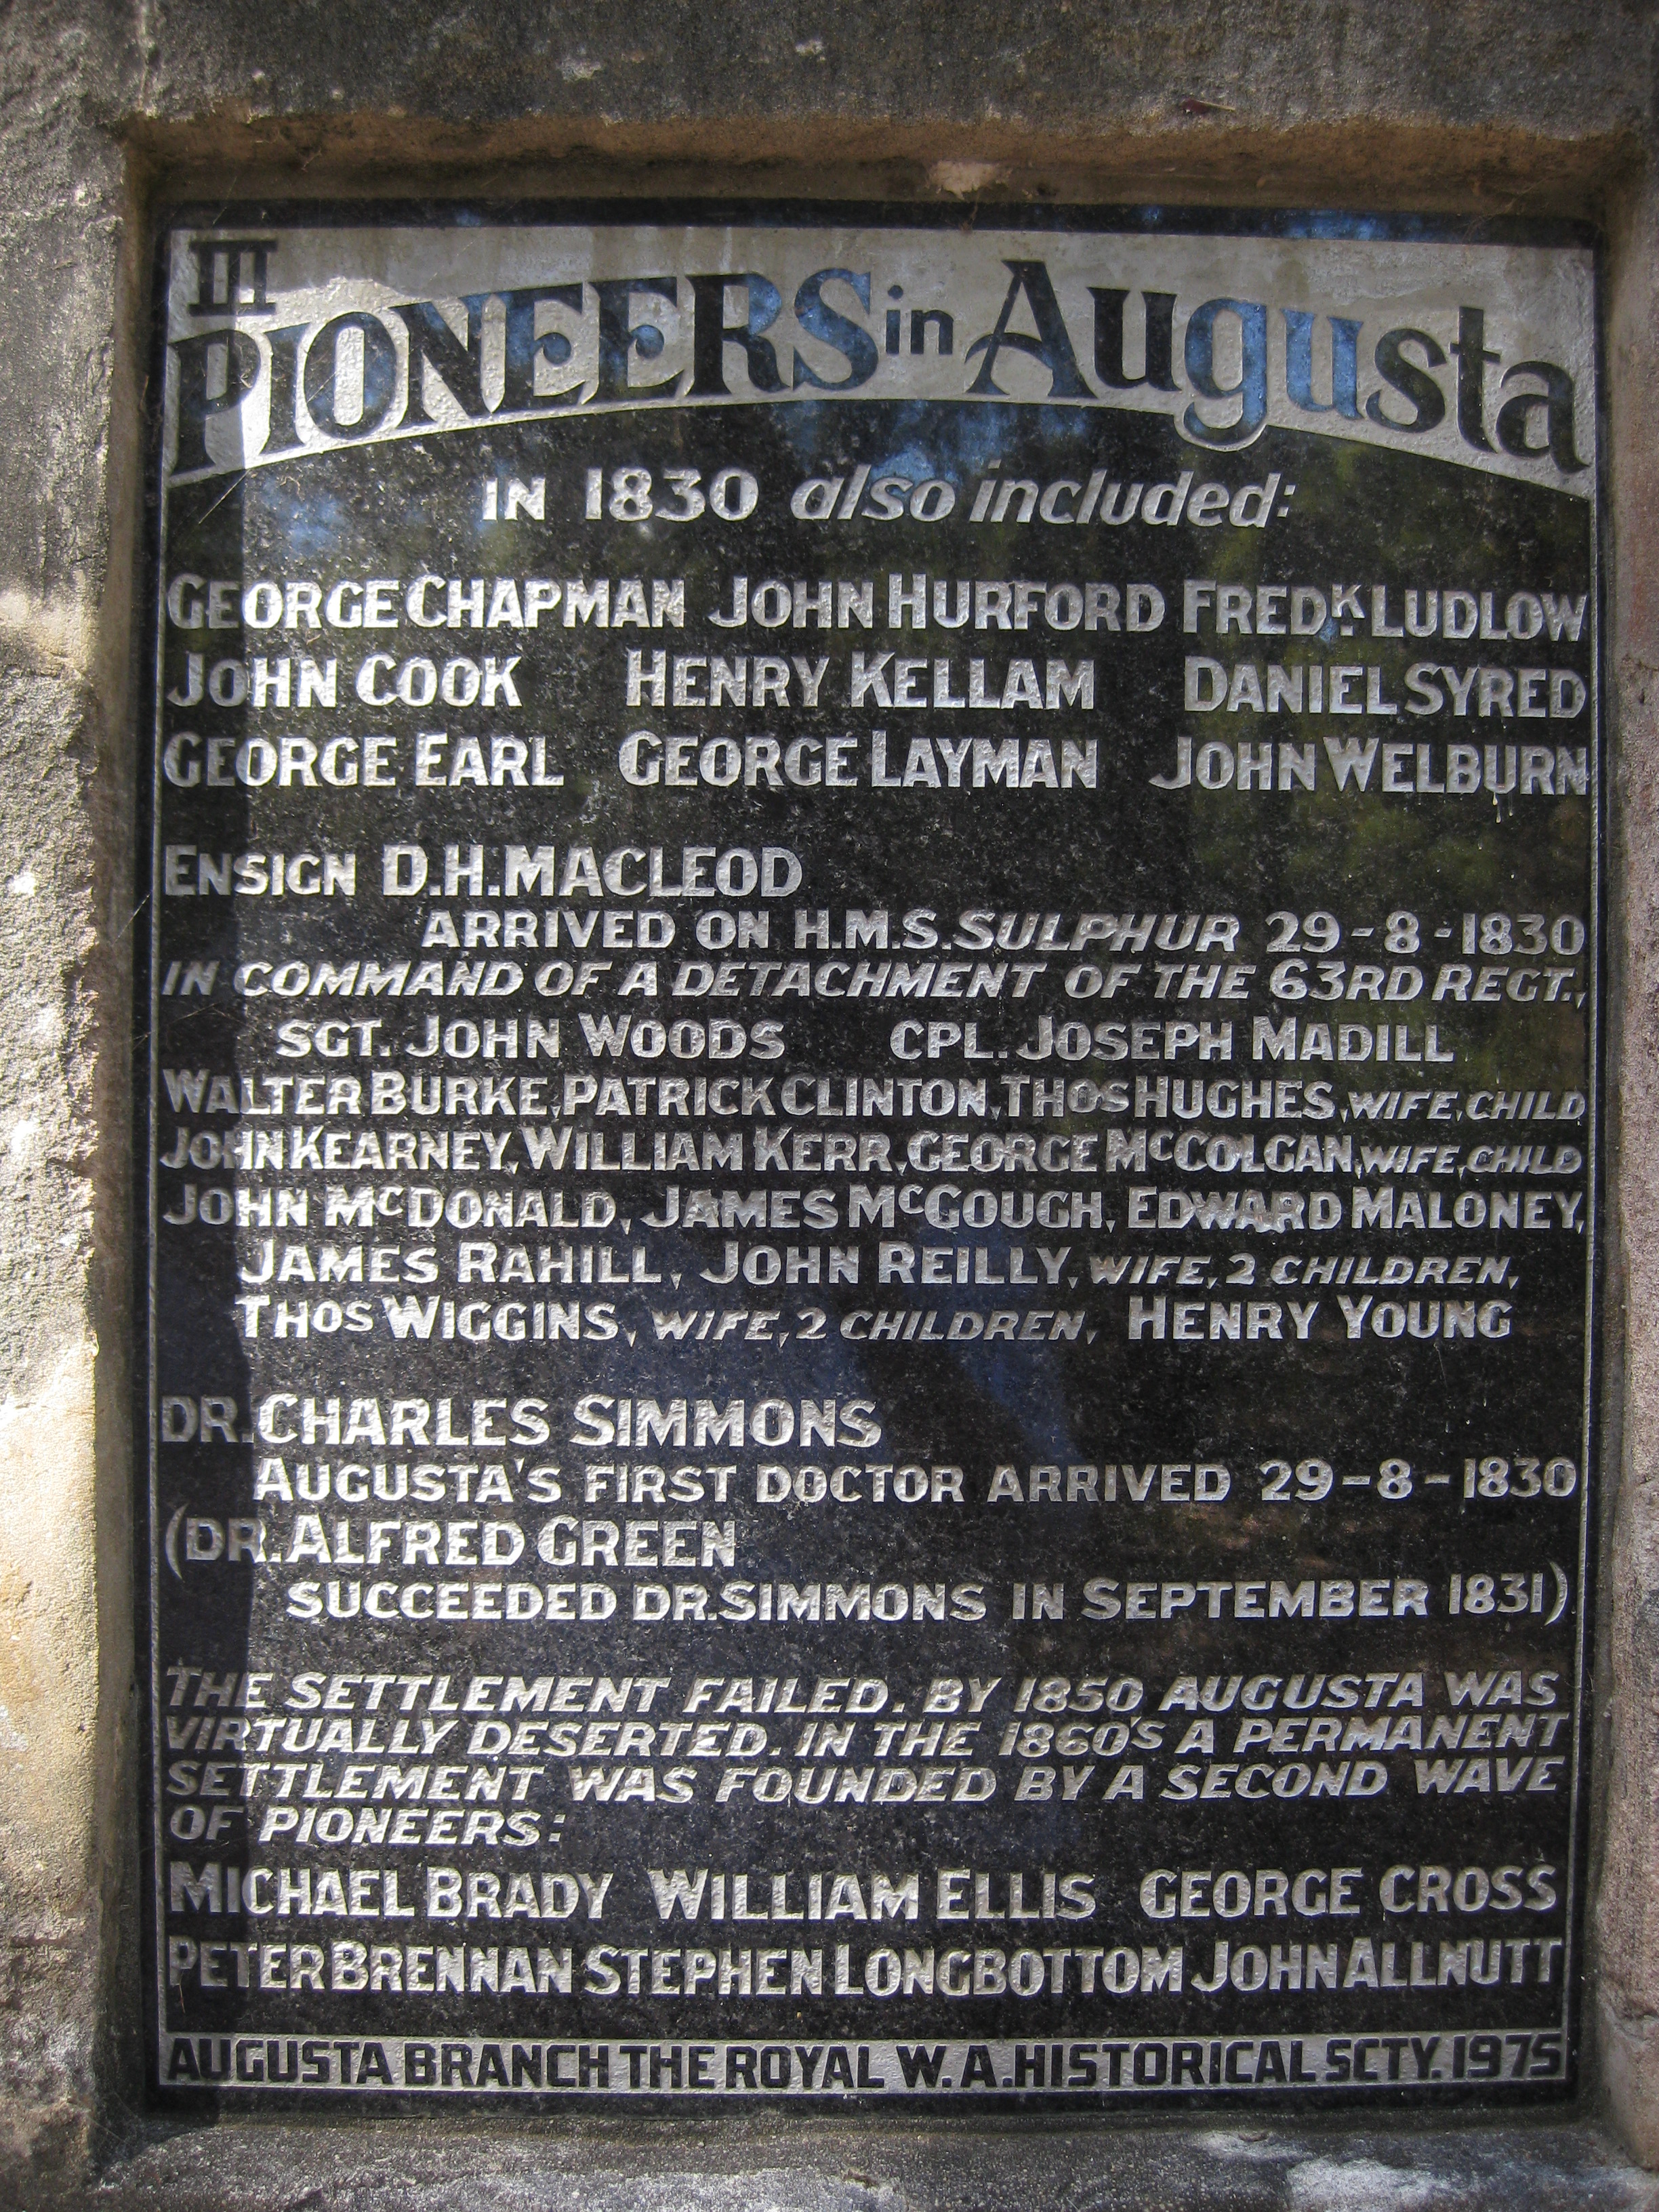 III
PIONEERS in Augusta
IN 1830 also included:
GEORGE CHAPMAN JOHN HURFORD FREDK. LUDLOW
JOHN COOK HENRY KELLAM DANIEL SYRED
GEORGE EARL GEORGE LAYMAN JOHN WELBURN
ENSIGN D.H.MACLEOD
ARRIVED ON H.M.S. SULPHUR 29-8-1830
IN COMMAND OF A DETACHMENT OF THE 63RD REGT.,
SGT. JOHN WOODS CPL. JOSEPH MADILL
WALTER BURKE, PATRICK CLINTON, THOS HUGHES, WIFE, CHILD
JOHN KEARNEY, WILLIAM KERR, GEORGE McCOLGAN, WIFE, CHILD
JOHN McDONALD, JAMES McGOUGH, EDWARD MALONEY,
JAMES RAHILL, JOHN REILLY, WIFE, 2 CHILDREN,
THOS WIGGINS, WIFE, 2 CHILDREN, HENRY YOUNG
DR. CHARLES SIMMONS
AUGUSTA'S FIRST DOCTOR ARRIVED 29-8-1830
(DR. ALFRED GREEN
SUCCEEDED DR. SIMMONS IN SEPTEMBER 1831)
THE SETTLEMENT FAILED. BY 1850 AUGUSTA WAS
VIRTUALLY DESERTED. IN THE 1860'S A PERMANENT
SETTLEMENT WAS FOUNDED BY A SECOND WAVE
OF PIONEERS:
MICHAEL BRADY WILLIAM ELLIS GEORGE CROSS
PETER BRENNAN STEPHEN LONGBOTTOM JOHN ALLNUTT
AUGUSTA BRANCH THE ROYAL W.A. HISTORICAL SCTY. 1975